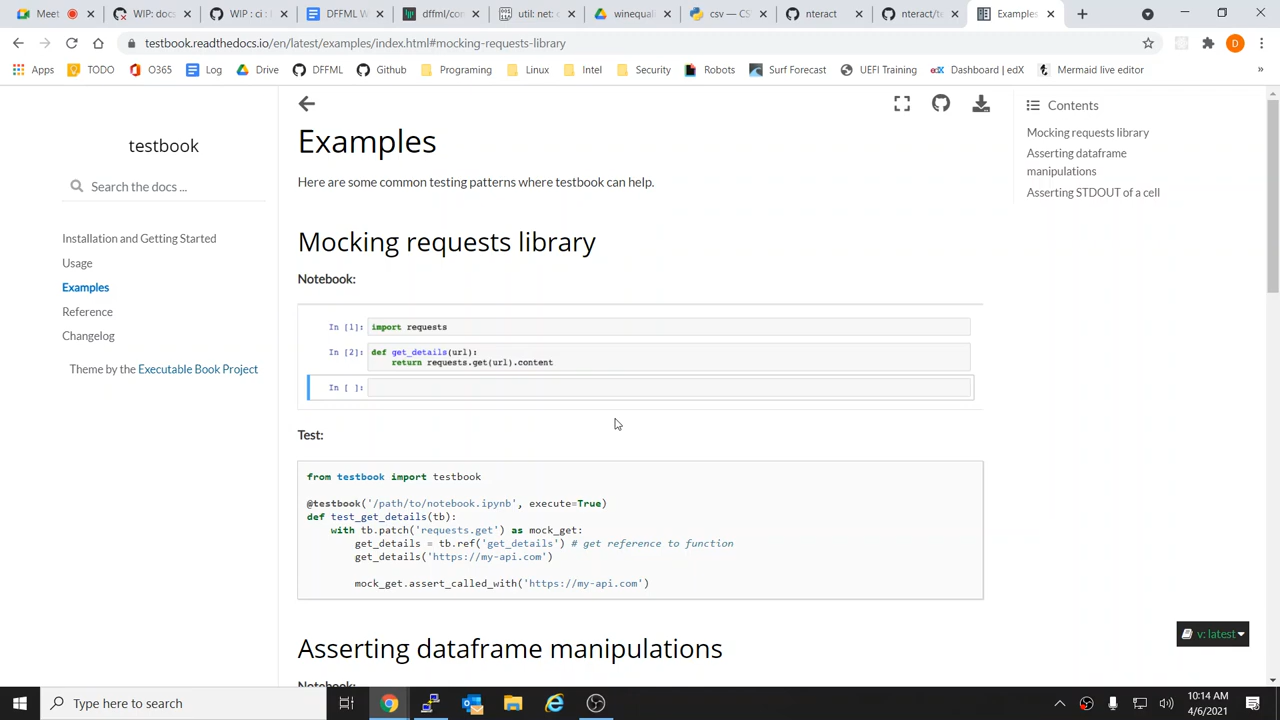 Meet
WIP: docs
WIP : ci :
DFFML W
dffml/co
util: net: c
winequali
csv — CS
nteract
nteract/te
Examples
testbook.readthedocs.io/en/latest/examples/index.html#mocking-requests-library
Apps
TODO
O365
Log
Drive
DFFML
Github
Programing
Linux
Intel
Security
Robots
Surf Forecast
UEFI Training
Dashboard | edX
Mermaid live editor
»
testbook
Search the docs ...
Installation and Getting Started
Usage
Examples
Reference
Changelog
Theme by the Executable Book Project
Examples
Here are some common testing patterns where testbook can help.
Mocking requests library
Notebook:
In [1]: import requests
In [2]: def get_details(url):
return requests.get(url).content
In [ ]:
Test:
from testbook import testbook
@testbook('/path/to/notebook.ipynb', execute=True)
def test_get_details(tb):
with tb.patch('requests.get') as mock_get:
get_details = tb.ref('get_details') # get reference to function
get_details('https://my-api.com')
mock_get.assert_called_with('https://my-api.com')
Asserting dataframe manipulations
Notebook:
Contents
Mocking requests library
Asserting dataframe
manipulations
Asserting STDOUT of a cell
v: latest
Type here to search
10:14 AM
4/6/2021